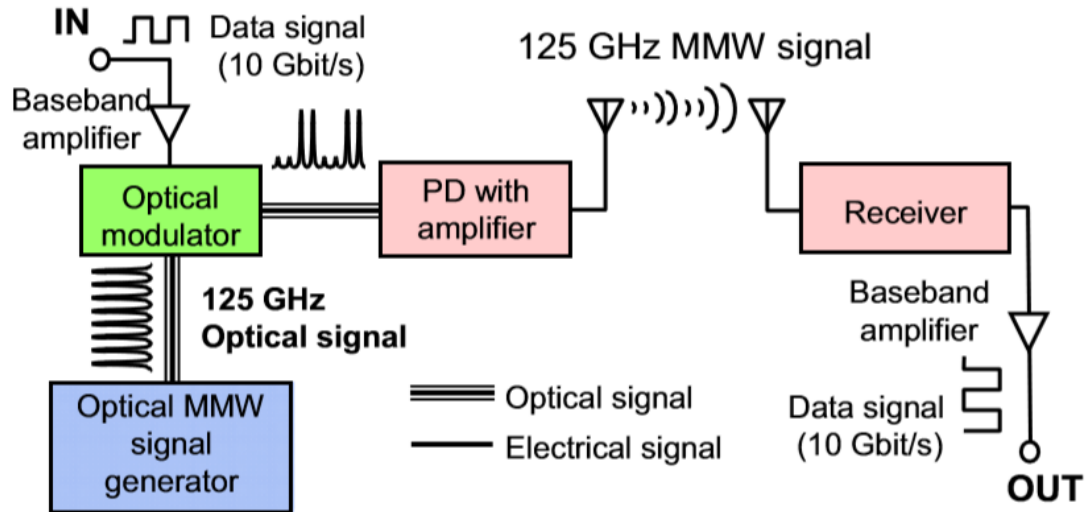 IN
Data signal
(10 Gbit/s)
125 GHz MMW signal
Baseband
amplifier
Optical
modulator
PD with
amplifier
Receiver
125 GHz
Optical signal
Baseband
amplifier
Optical MMW
signal
generator
Optical signal
Electrical signal
Data signal
(10 Gbit/s)
OUT